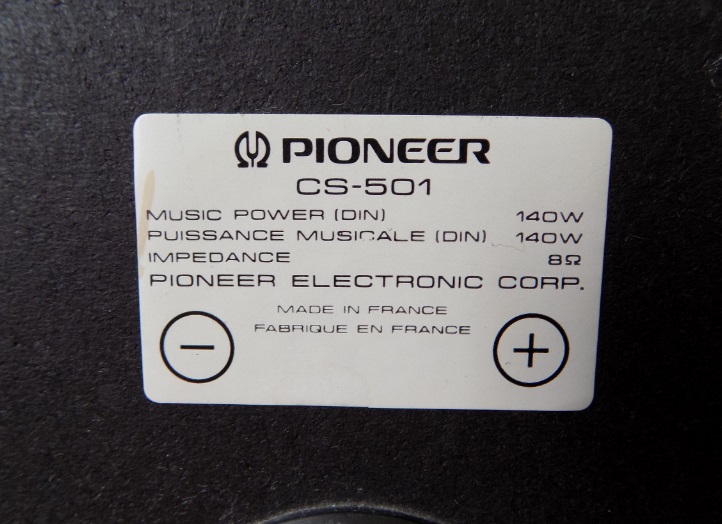 PIONEER
CS-501
MUSIC POWER (DIN) 140W
PUISSANCE MUSICALE (DIN) 140W
IMPEDANCE 8Ω
PIONEER ELECTRONIC CORP.
MADE IN FRANCE
FABRIQUE EN FRANCE
− +